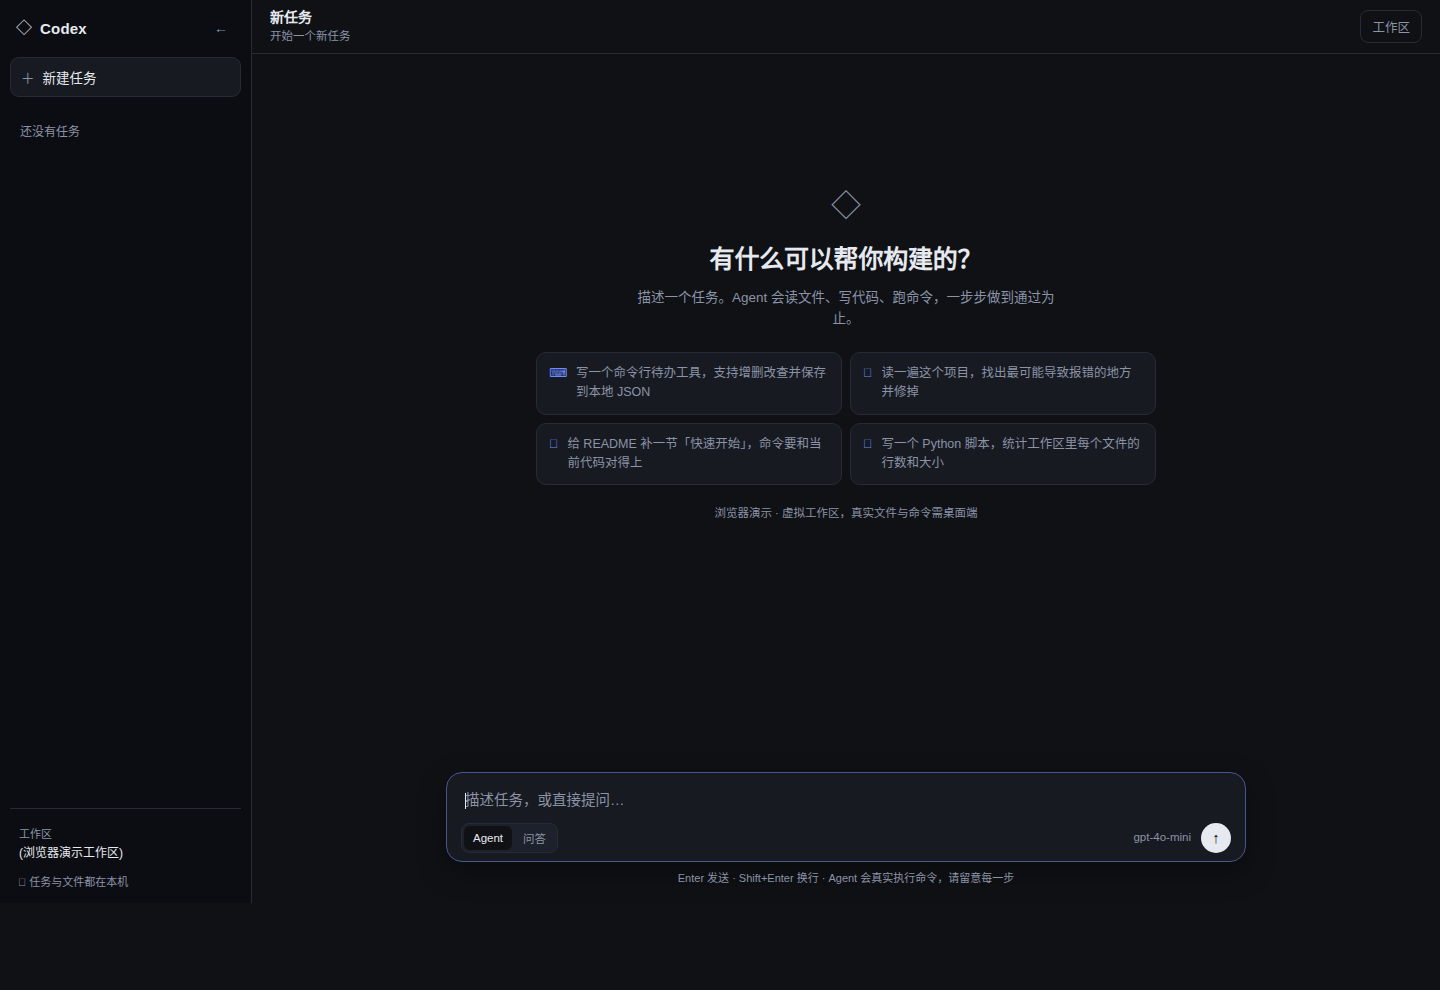 Codex
←
新任务
开始一个新任务
工作区
+ 新建任务
还没有任务
有什么可以帮你构建的?
描述一个任务。Agent 会读文件、写代码、跑命令，一步步做到通过为
止。
写一个命令行待办工具，支持增删改查并保存
到本地 JSON
读一遍这个项目，找出最可能导致报错的地方
并修掉
给 README 补一节「快速开始」，命令要和当
前代码对得上
写一个 Python 脚本，统计工作区里每个文件的
行数和大小
浏览器演示 · 虚拟工作区，真实文件与命令需桌面端
描述任务，或直接提问…
Agent 问答
gpt-4o-mini ↑
Enter 发送 · Shift+Enter 换行 · Agent 会真实执行命令，请留意每一步
工作区
(浏览器演示工作区)
任务与文件都在本机